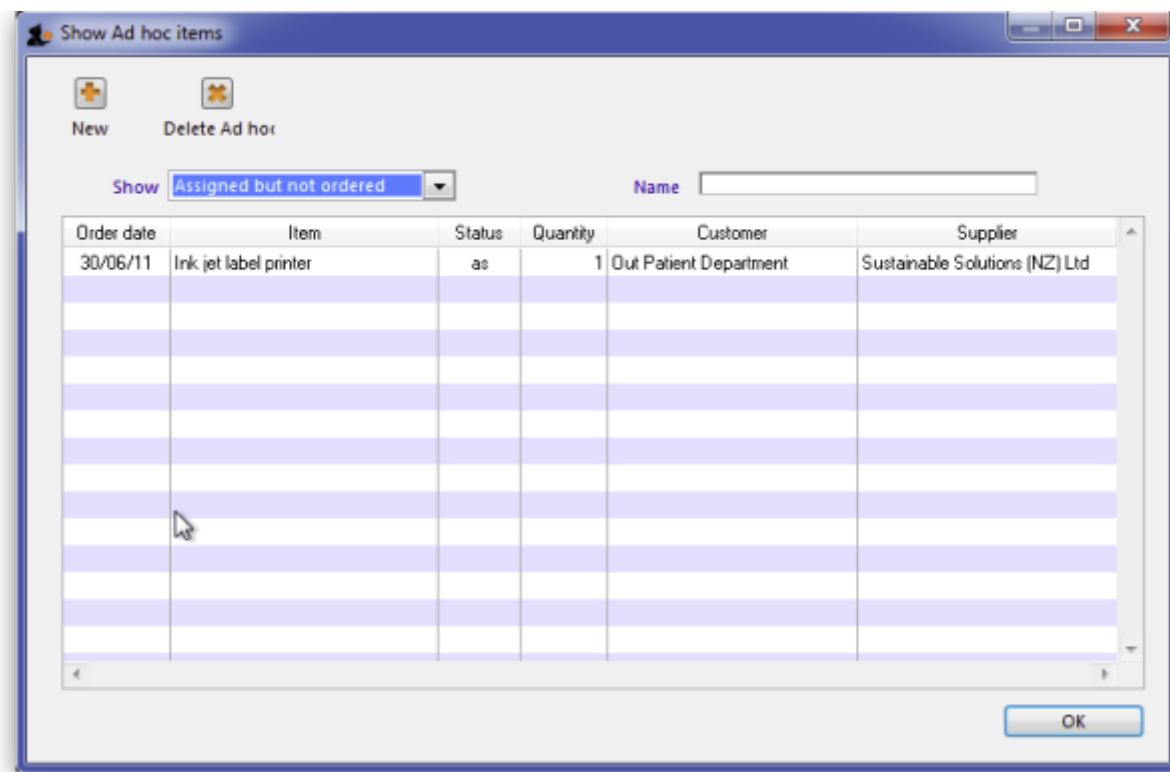 Show Ad hoc items
New Delete Ad hoc
Show Assigned but not ordered Name
Order date Item Status Quantity Customer Supplier
30/06/11 Ink jet label printer as 1 Out Patient Department Sustainable Solutions (NZ) Ltd
OK